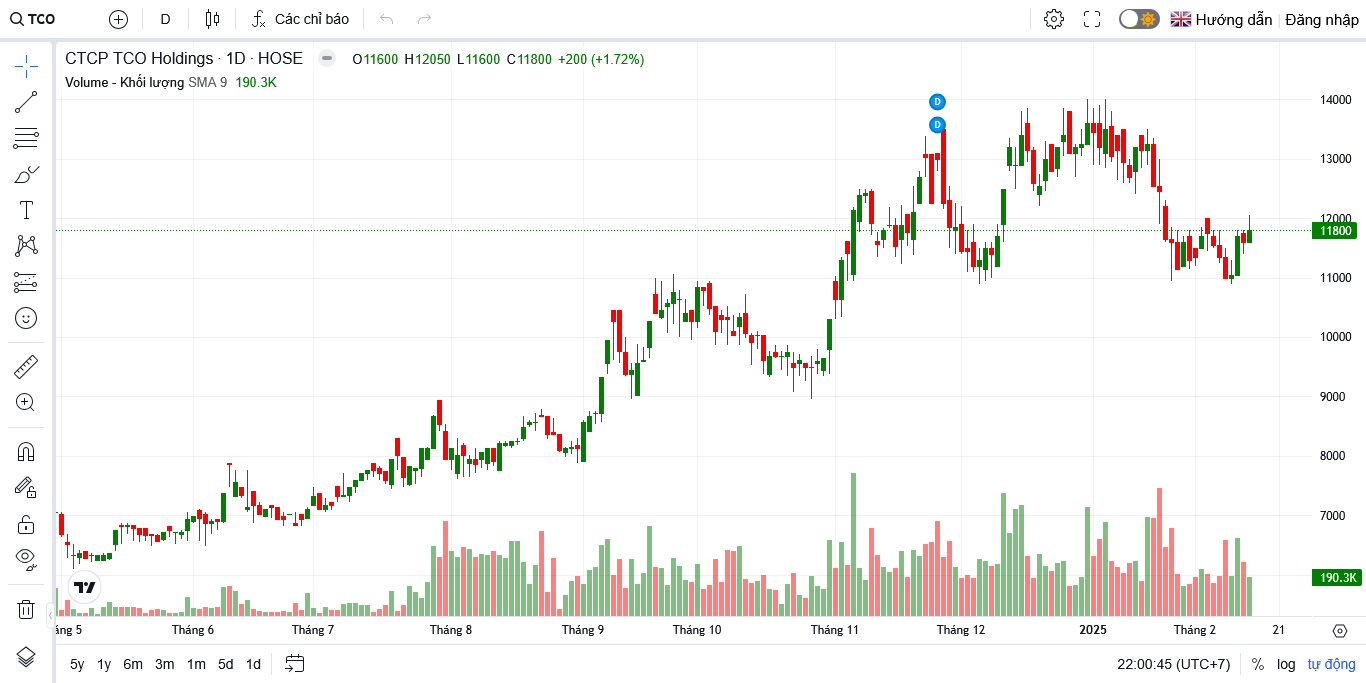 TCO D Các chỉ báo Hướng dẫn Đăng nhập
CTCP TCO Holdings · 1D · HOSE O11600 H12050 L11600 C11800 +200 (+1.72%)
Volume - Khối lượng SMA 9 190.3K
D
D
14000
13000
12000
11800
11000
10000
9000
8000
7000
190.3K
áng 5 Tháng 6 Tháng 7 Tháng 8 Tháng 9 Tháng 10 Tháng 11 Tháng 12 2025 Tháng 2 21
5y 1y 6m 3m 1m 5d 1d 22:00:45 (UTC+7) % log tự động